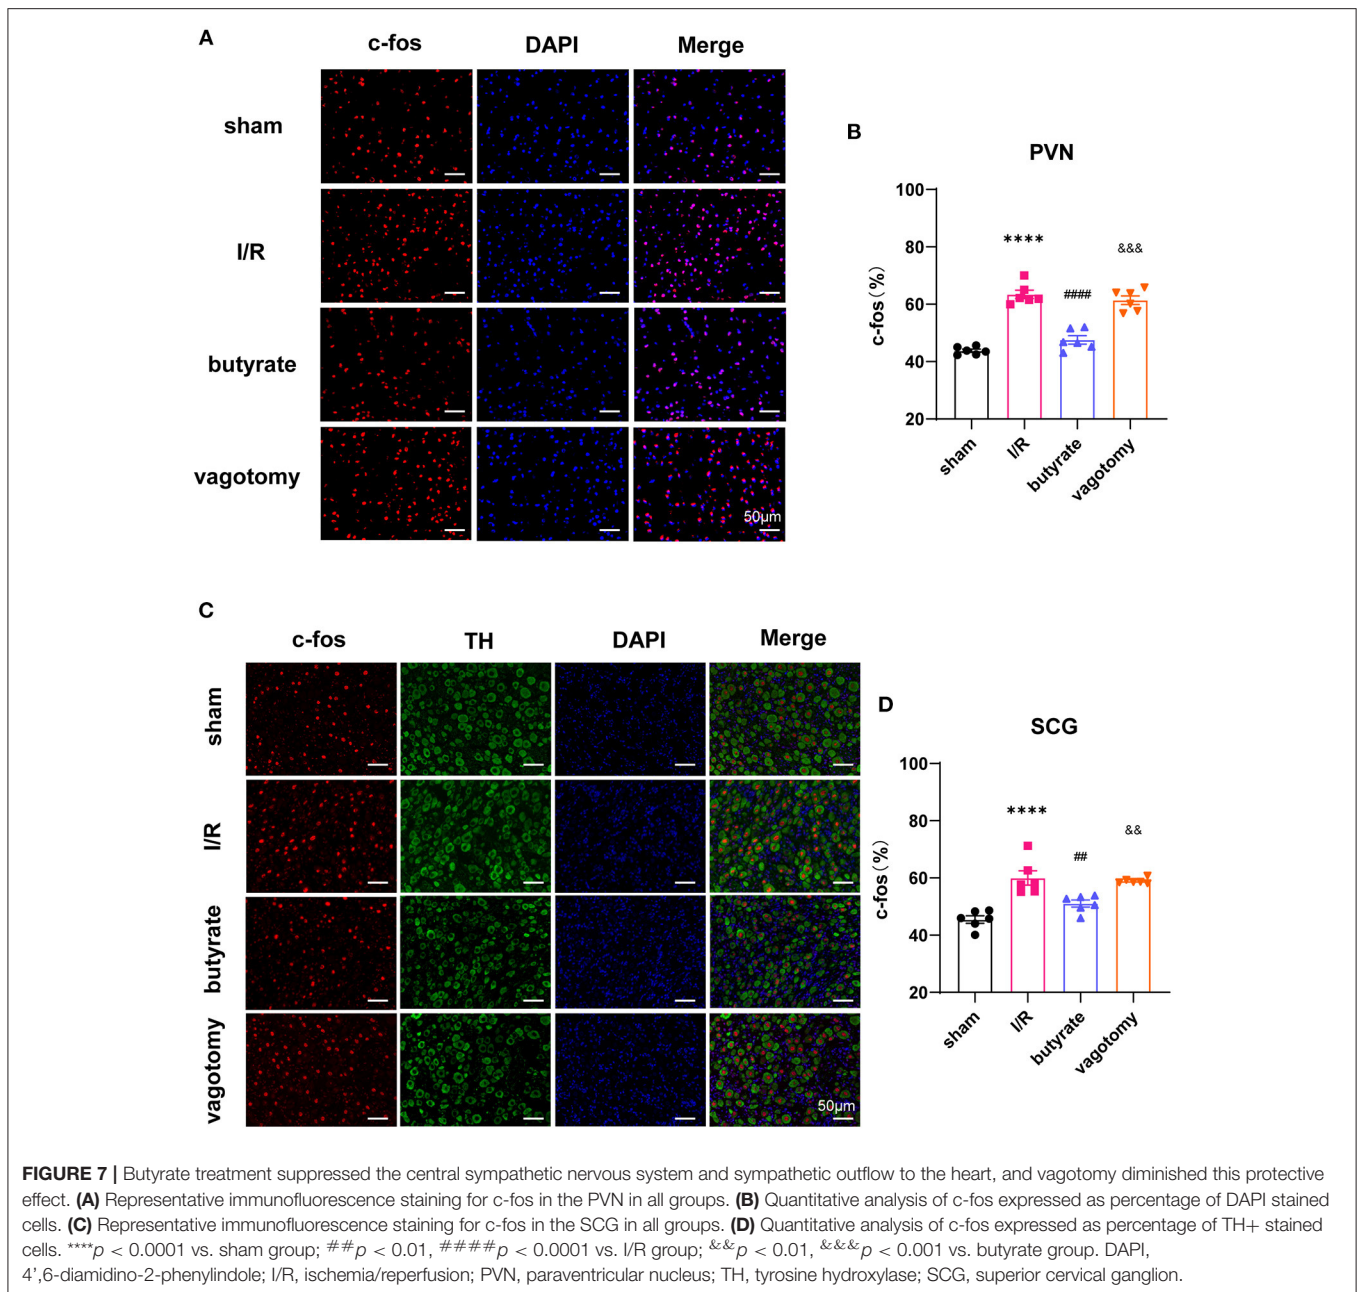 A
c-fos DAPI Merge
sham
I/R
butyrate
vagotomy
50μm
B
PVN
c-fos (%)
100
80
60
40
20
****
####
&&&
sham I/R butyrate vagotomy
C
c-fos TH DAPI Merge
sham
I/R
butyrate
vagotomy
50μm
D
SCG
c-fos (%)
100
80
60
40
20
****
##
&&
sham I/R butyrate vagotomy
FIGURE 7 | Butyrate treatment suppressed the central sympathetic nervous system and sympathetic outflow to the heart, and vagotomy diminished this protective
effect. (A) Representative immunofluorescence staining for c-fos in the PVN in all groups. (B) Quantitative analysis of c-fos expressed as percentage of DAPI stained
cells. (C) Representative immunofluorescence staining for c-fos in the SCG in all groups. (D) Quantitative analysis of c-fos expressed as percentage of TH+ stained
cells. ****p < 0.0001 vs. sham group; ##p < 0.01, ####p < 0.0001 vs. I/R group; &&p < 0.01, &&&p < 0.001 vs. butyrate group. DAPI,
4',6-diamidino-2-phenylindole; I/R, ischemia/reperfusion; PVN, paraventricular nucleus; TH, tyrosine hydroxylase; SCG, superior cervical ganglion.